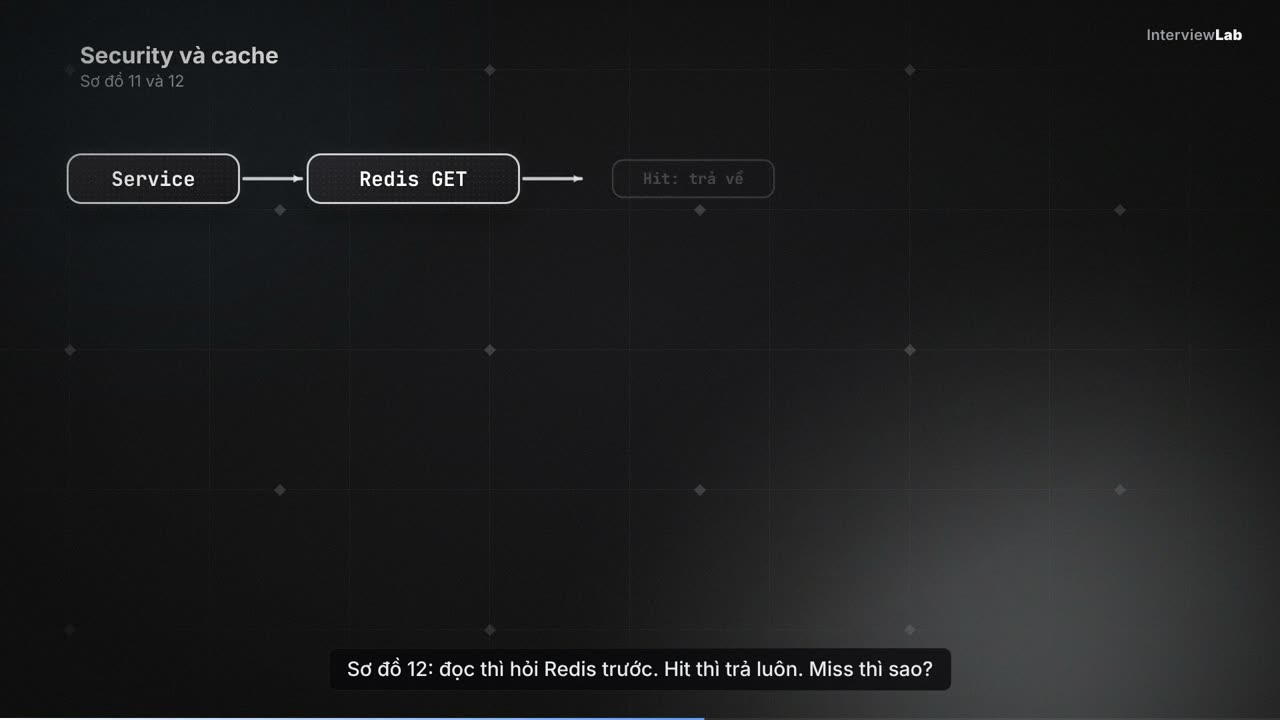 Security và cache
Sơ đồ 11 và 12
InterviewLab
Service
Redis GET
Hit: trả về
Sơ đồ 12: đọc thì hỏi Redis trước. Hit thì trả luôn. Miss thì sao?